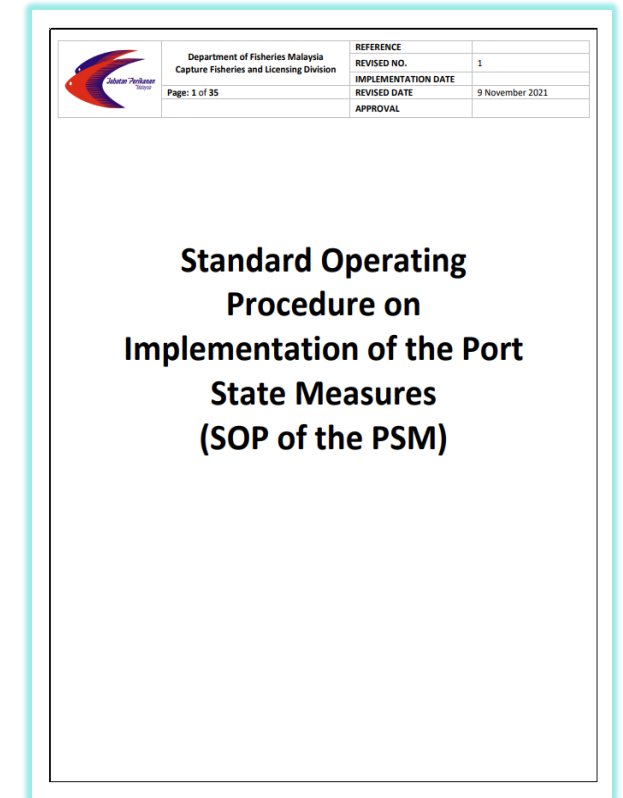 Jabatan Perikanan
Malaysia
Department of Fisheries Malaysia
Capture Fisheries and Licensing Division
Page: 1 of 35
REFERENCE
REVISED NO. 1
IMPLEMENTATION DATE
REVISED DATE 9 November 2021
APPROVAL
Standard Operating
Procedure on
Implementation of the Port
State Measures
(SOP of the PSM)